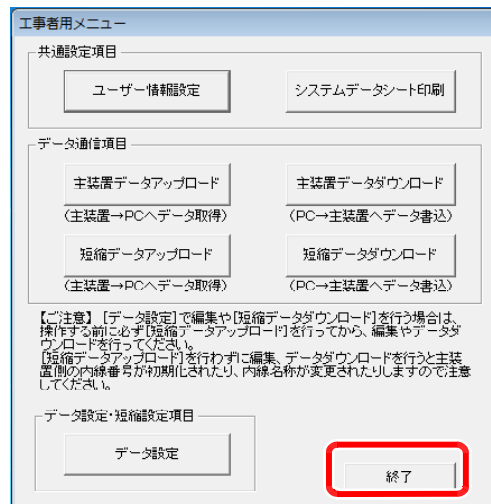 工事者用メニュー
共通設定項目
ユーザー情報設定
システムデータシート印刷
データ通信項目
主装置データアップロード
主装置データダウンロード
(主装置→PCへデータ取得)
(PC→主装置へデータ書込)
短縮データアップロード
短縮データダウンロード
(主装置→PCへデータ取得)
(PC→主装置へデータ書込)
【ご注意】 [データ設定]で編集や[短縮データダウンロード]を行う場合は、
操作する前に必ず[短縮データアップロード]を行ってから、編集やデータダ
ウンロードを行ってください。
[短縮データアップロード]を行わずに編集、データダウンロードを行うと主装
置側の内線番号が初期化されたり、内線名称が変更されたりしますので注意
してください。
データ設定・短縮設定項目
データ設定
終了